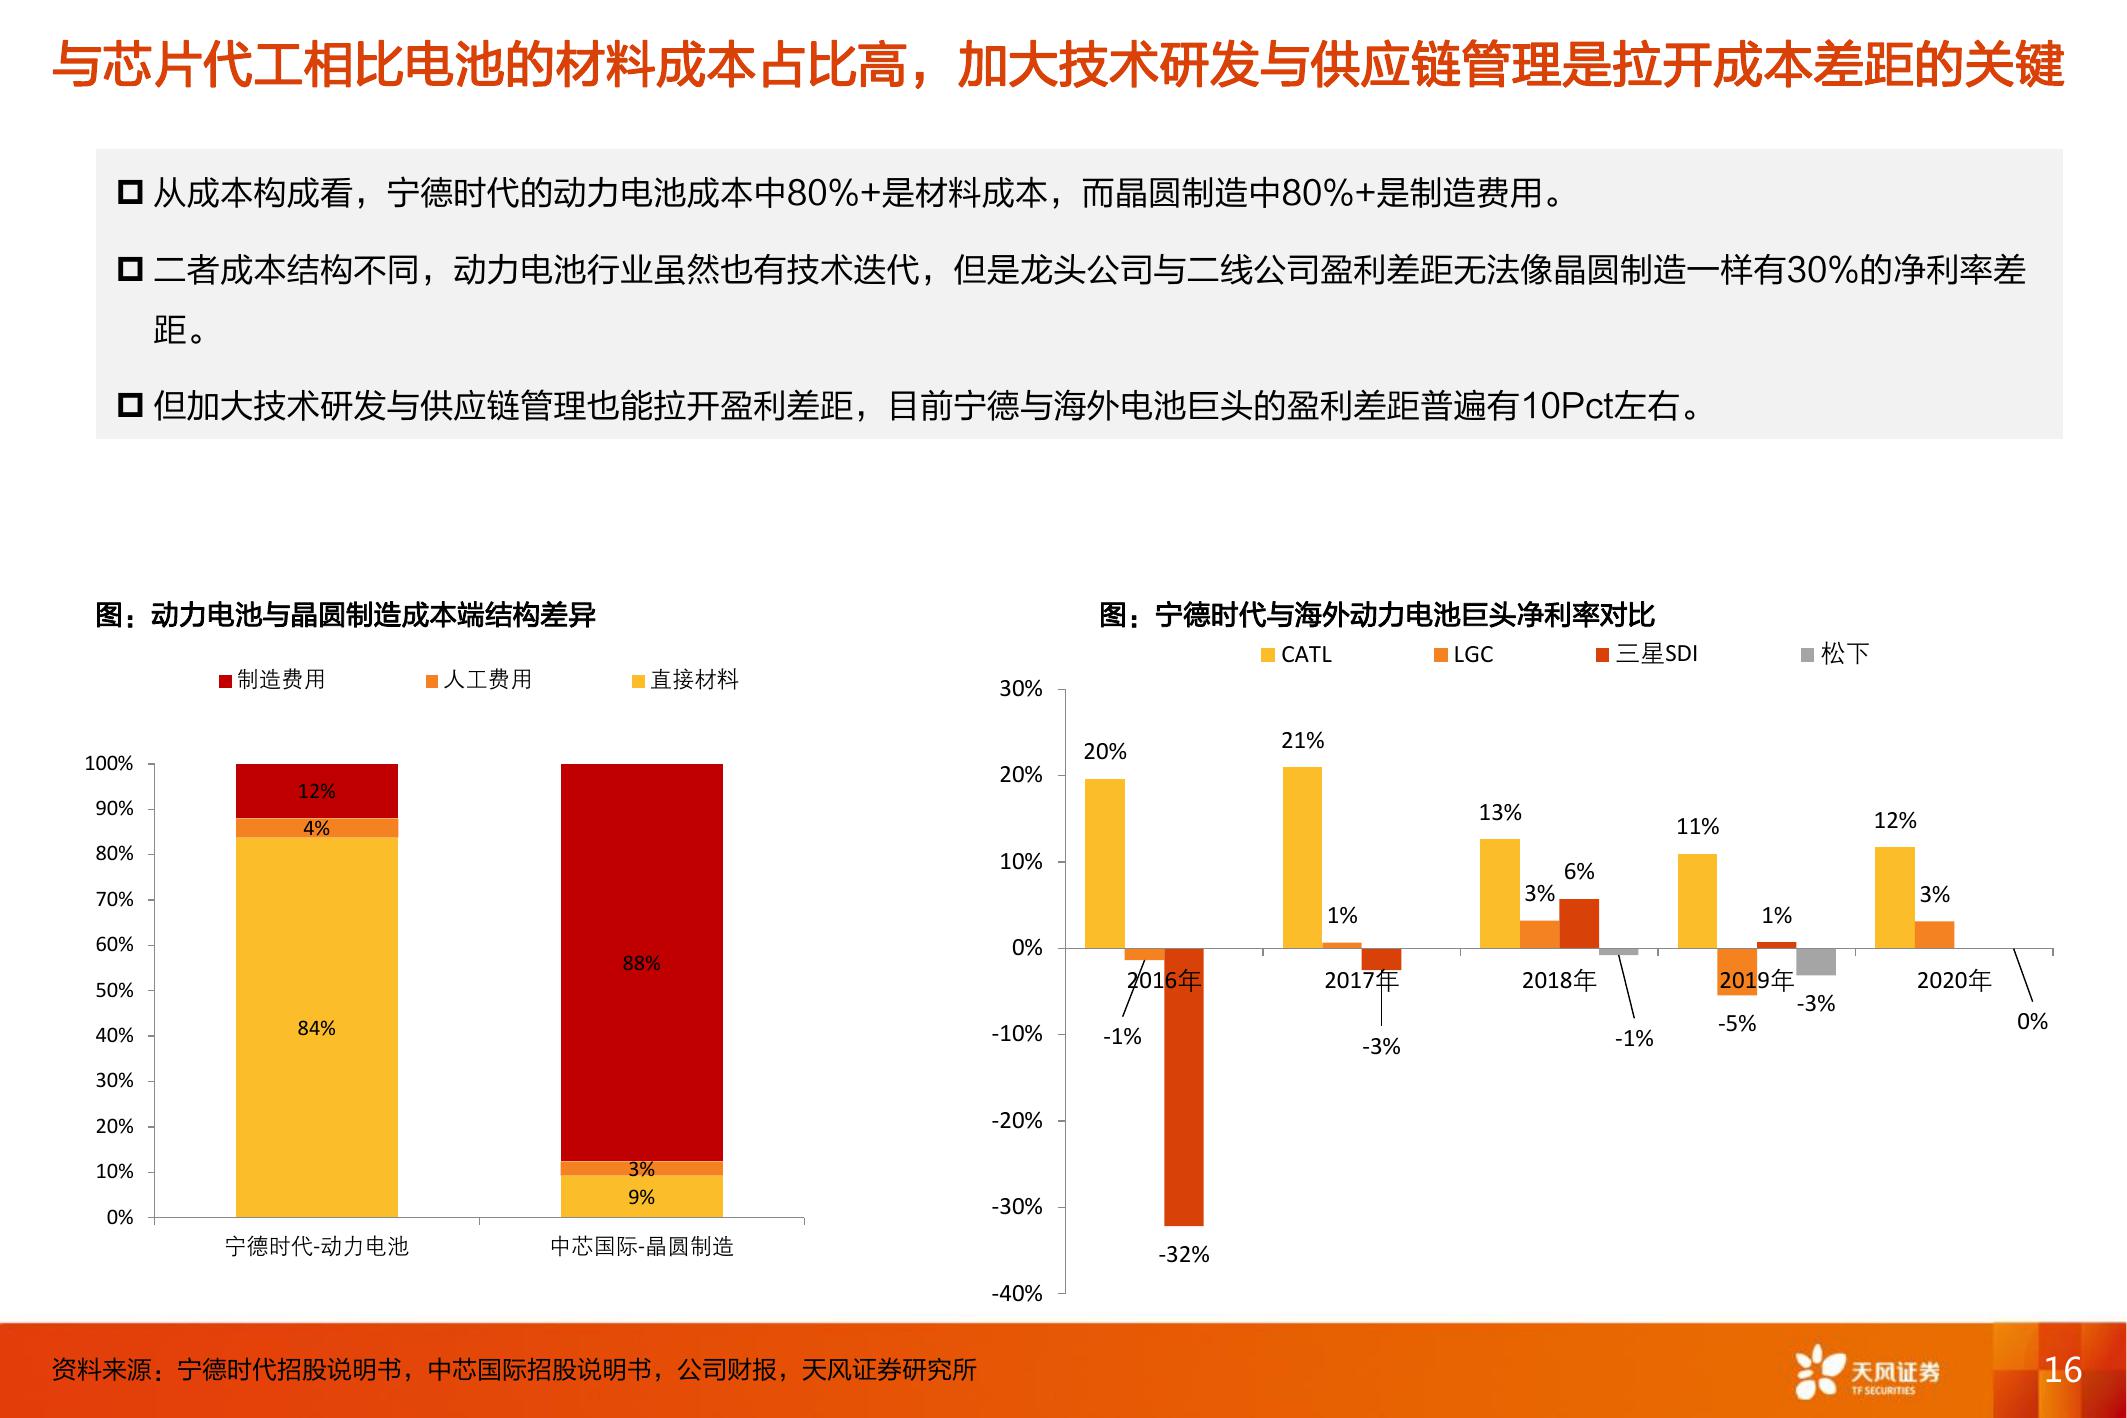 与芯片代工相比电池的材料成本占比高，加大技术研发与供应链管理是拉开成本差距的关键
从成本构成看，宁德时代的动力电池成本中80%+是材料成本，而晶圆制造中80%+是制造费用。
二者成本结构不同，动力电池行业虽然也有技术迭代，但是龙头公司与二线公司盈利差距无法像晶圆制造一样有30%的净利率差
距。
但加大技术研发与供应链管理也能拉开盈利差距，目前宁德与海外电池巨头的盈利差距普遍有10Pct左右。
图：动力电池与晶圆制造成本端结构差异
制造费用 人工费用 直接材料
100%
90%
80%
70%
60%
50%
40%
30%
20%
10%
0%
12%
4%
84%
88%
3%
9%
宁德时代-动力电池 中芯国际-晶圆制造
图：宁德时代与海外动力电池巨头净利率对比
CATL LGC 三星SDI 松下
30%
20%
10%
0%
-10%
-20%
-30%
-40%
20% 21% 13% 11% 12%
1% 3% 6% 1% 3%
2016年 2017年 2018年 2019年 2020年
-1% -3% -1% -5% -3% 0%
-32%
资料来源：宁德时代招股说明书，中芯国际招股说明书，公司财报，天风证券研究所
天风证券
TF SECURITIES
16